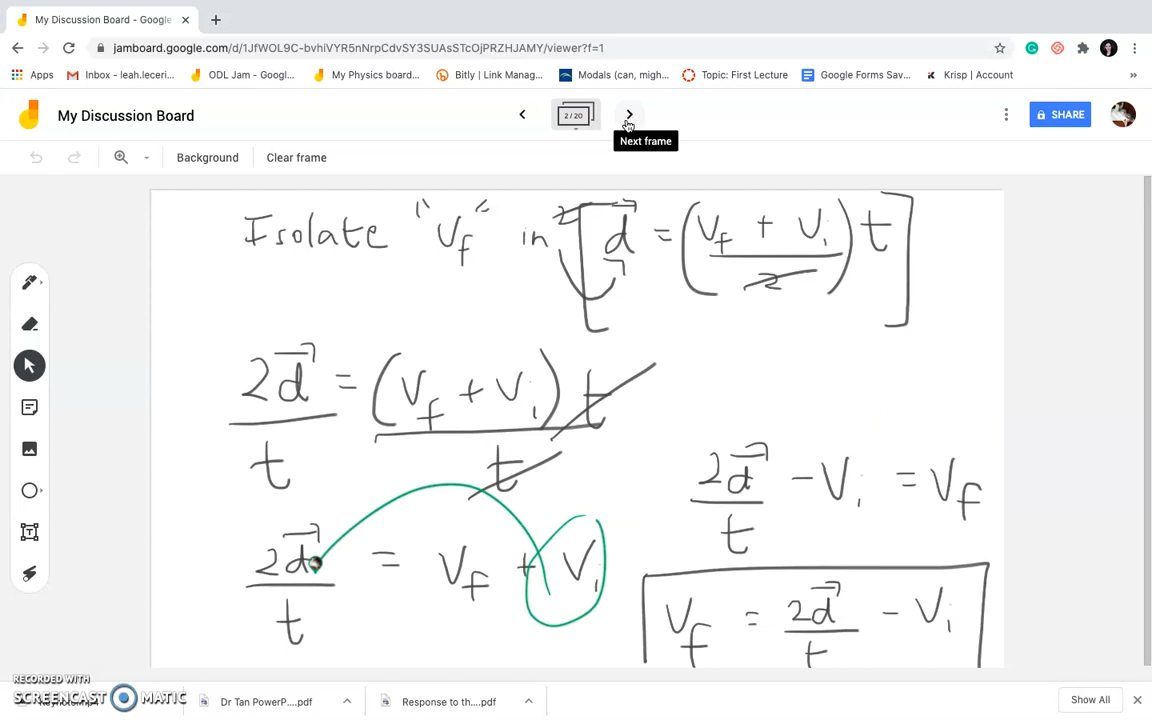 My Discussion Board - Google
jamboard.google.com/d/1JfWOL9C-bvhiVYR5nNrpCdvSY3SUAsSTcOjPRZHJAMY/viewer?f=1
Apps Inbox - leah.leceri... ODL Jam - Googl... My Physics board... Bitly | Link Manag... Modals (can, migh... Topic: First Lecture Google Forms Sav... Krisp | Account »
My Discussion Board 2 / 20 SHARE
Next frame
Background Clear frame
Isolate "Vf" in 2[d⃗ = (Vf + Vi / 2) t]
2d⃗ / t = (Vf + Vi) t / t
2d⃗ / t - Vi = Vf
2d⃗ / t = Vf + Vi
Vf = 2d⃗ / t - Vi
RECORDED WITH
SCREENCAST MATIC
Dr Tan PowerP....pdf Response to th....pdf Show All